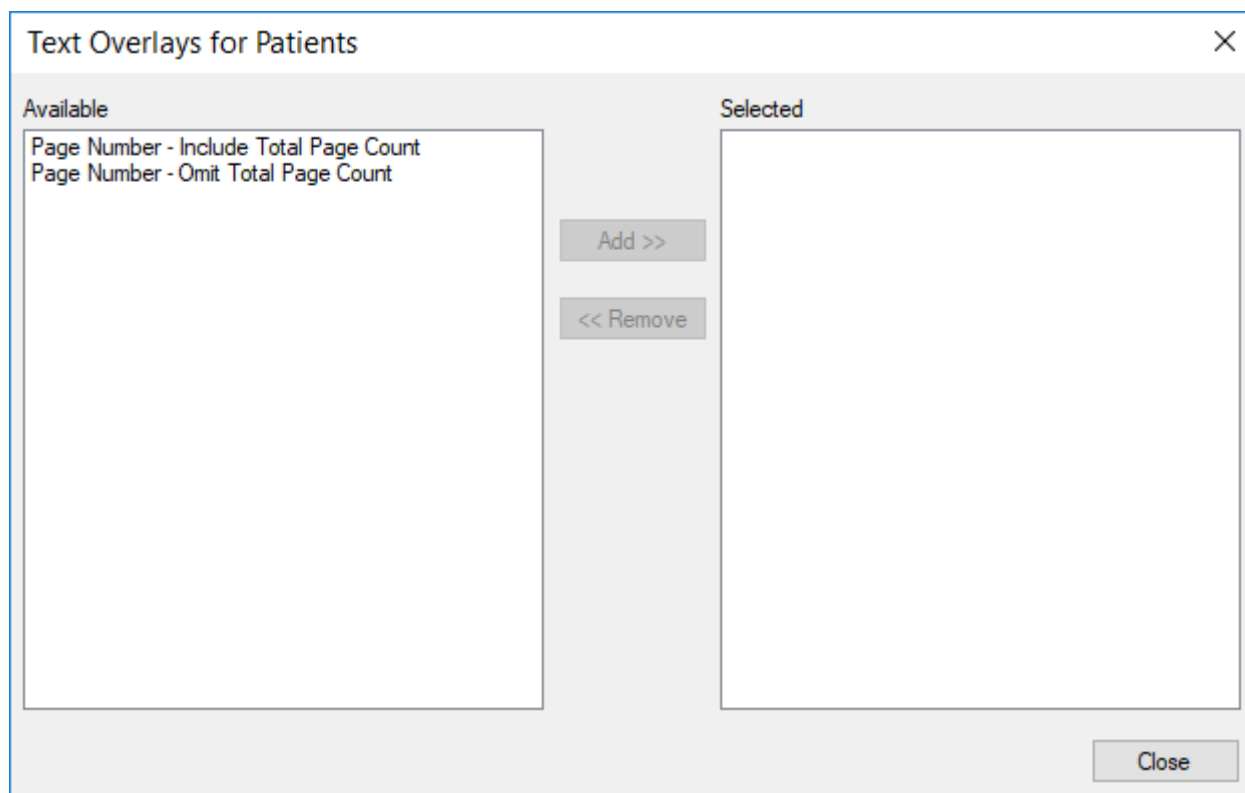 Text Overlays for Patients
Available
Selected
Page Number - Include Total Page Count
Page Number - Omit Total Page Count
Add >>
<< Remove
Close